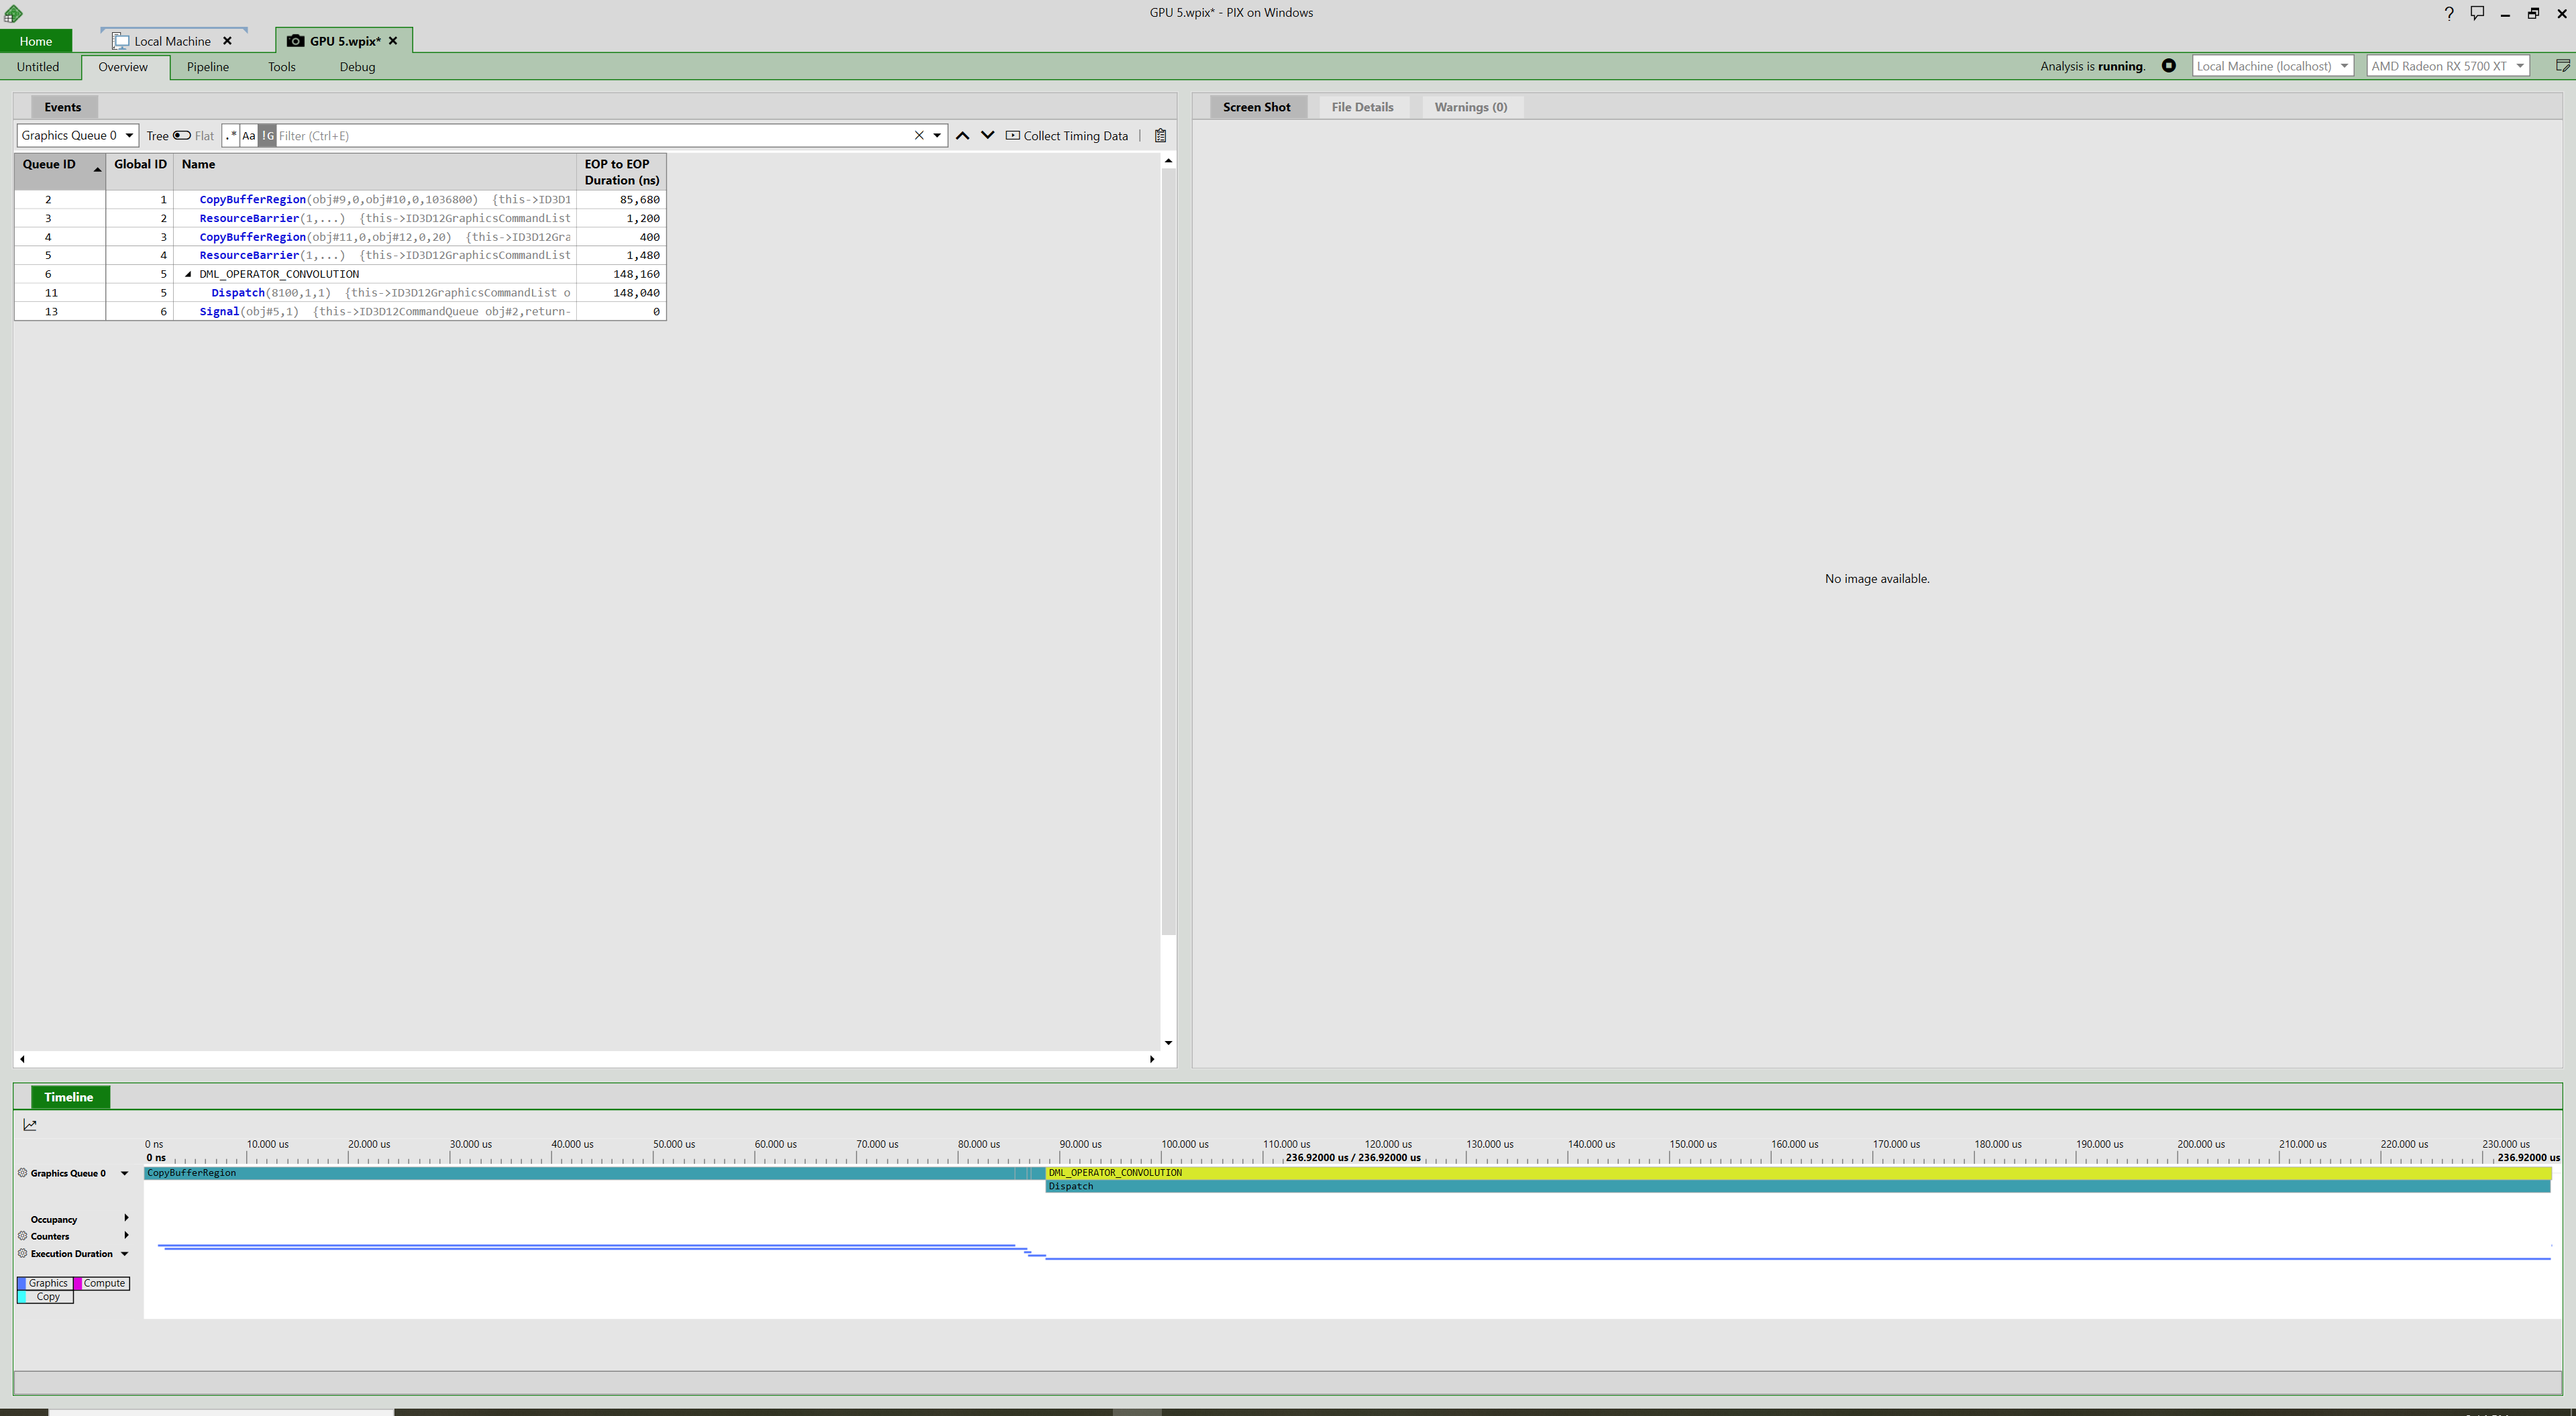 GPU 5.wpix* - PIX on Windows
Home
Local Machine
GPU 5.wpix*
Untitled Overview Pipeline Tools Debug
Analysis is running. Local Machine (localhost) AMD Radeon RX 5700 XT
Events
Graphics Queue 0 Tree Flat .* Aa !G Filter (Ctrl+E) Collect Timing Data
Queue ID Global ID Name EOP to EOP Duration (ns)
2 1 CopyBufferRegion(obj#9,0,obj#10,0,1036800) {this->ID3D1 85,680
3 2 ResourceBarrier(1,...) {this->ID3D12GraphicsCommandList 1,200
4 3 CopyBufferRegion(obj#11,0,obj#12,0,20) {this->ID3D12Gra 400
5 4 ResourceBarrier(1,...) {this->ID3D12GraphicsCommandList 1,480
6 5 DML_OPERATOR_CONVOLUTION 148,160
11 5 Dispatch(8100,1,1) {this->ID3D12GraphicsCommandList o 148,040
13 6 Signal(obj#5,1) {this->ID3D12CommandQueue obj#2,return- 0
Screen Shot File Details Warnings (0)
No image available.
Timeline
0 ns 10.000 us 20.000 us 30.000 us 40.000 us 50.000 us 60.000 us 70.000 us 80.000 us 90.000 us 100.000 us 110.000 us 120.000 us 130.000 us 140.000 us 150.000 us 160.000 us 170.000 us 180.000 us 190.000 us 200.000 us 210.000 us 220.000 us 230.000 us
0 ns 236.92000 us / 236.92000 us 236.92000 us
Graphics Queue 0 CopyBufferRegion DML_OPERATOR_CONVOLUTION
Dispatch
Occupancy
Counters
Execution Duration
Graphics Compute
Copy